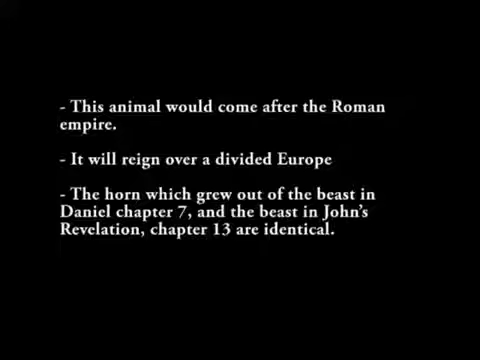 - This animal would come after the Roman
empire.
- It will reign over a divided Europe
- The horn which grew out of the beast in
Daniel chapter 7, and the beast in John’s
Revelation, chapter 13 are identical.